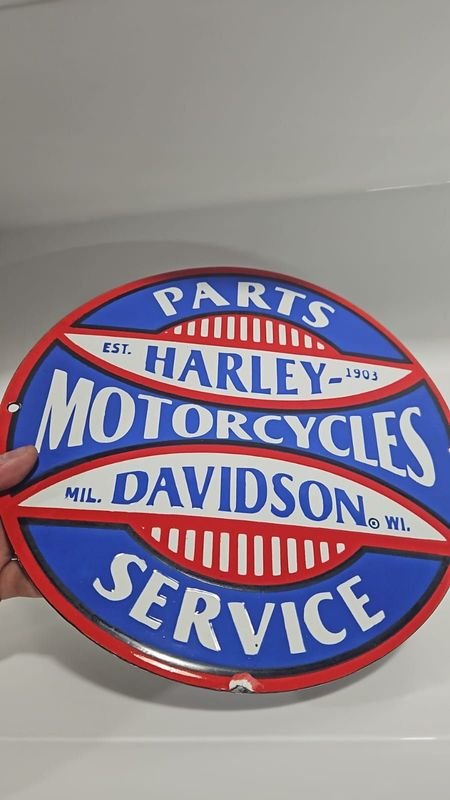 PARTS
EST. HARLEY- 1903
MOTORCYCLES
MIL. DAVIDSON ® WI.
SERVICE